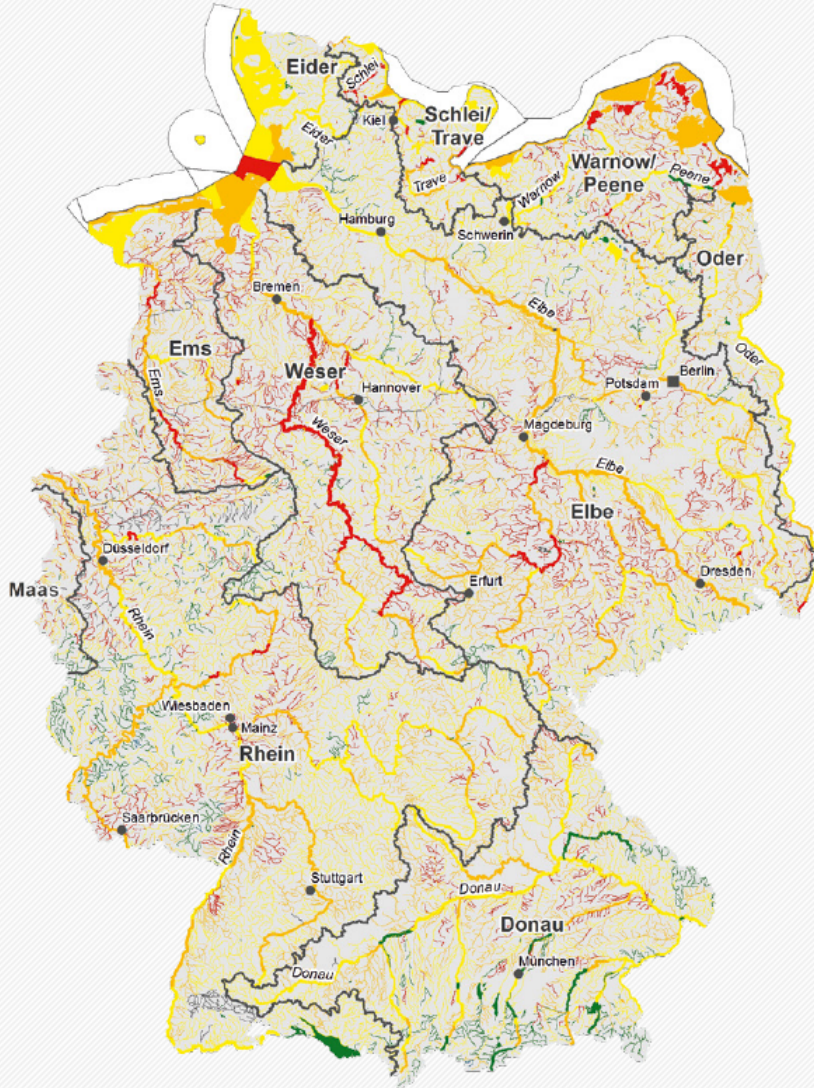 Eider
Schlei
Schlei/
Trave
Kiel
Eider
Warnow/
Peene
Peene
Trave
Warnow
Hamburg
Schwerin
Oder
Bremen
Elbe
Ems
Weser
Oder
Berlin
Potsdam
Ems
Hannover
Weser
Magdeburg
Elbe
Elbe
Düsseldorf
Maas
Erfurt
Dresden
Rhein
Wiesbaden
Mainz
Rhein
Saarbrücken
Rhein
Stuttgart
Donau
Donau
München
Donau